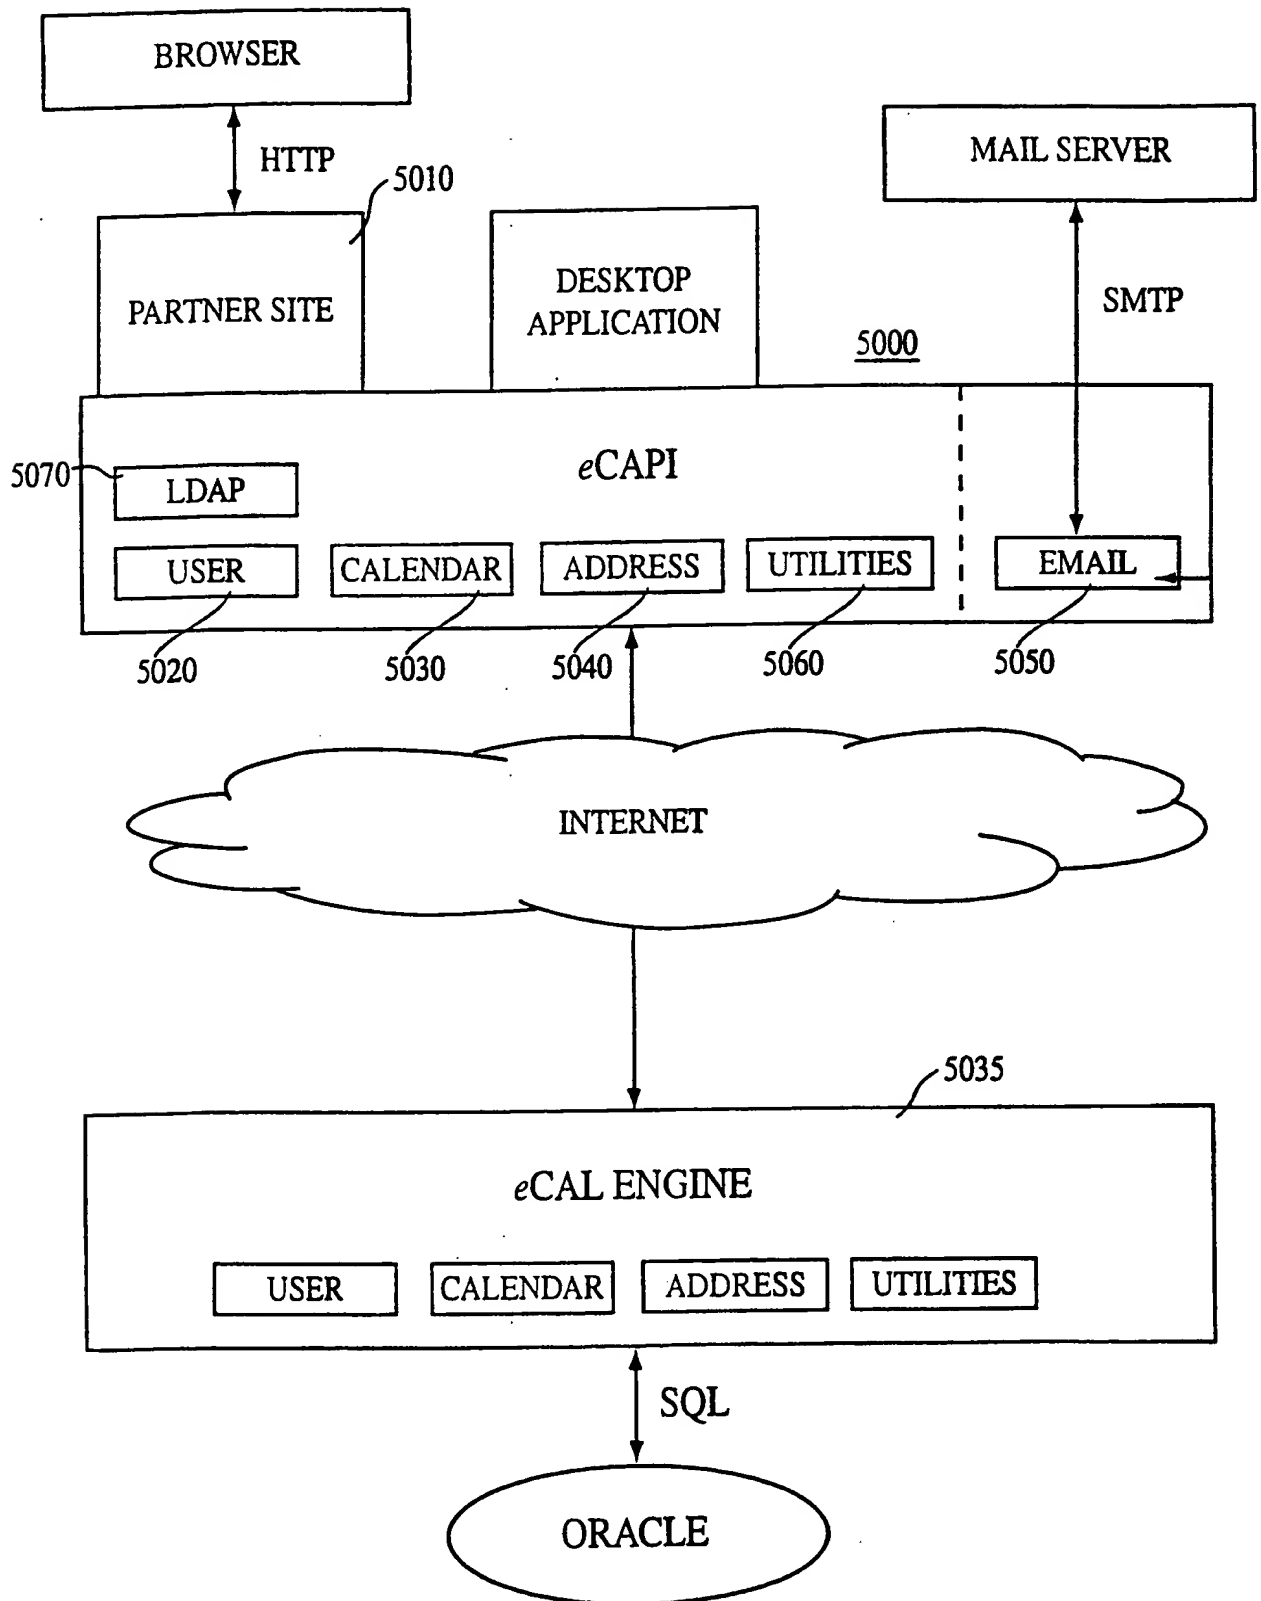 BROWSER
HTTP
MAIL SERVER
5010
PARTNER SITE
DESKTOP
APPLICATION
SMTP
5000
eCAPI
5070
LDAP
USER
CALENDAR
ADDRESS
UTILITIES
EMAIL
5020
5030
5040
5060
5050
INTERNET
5035
eCAL ENGINE
USER
CALENDAR
ADDRESS
UTILITIES
SQL
ORACLE